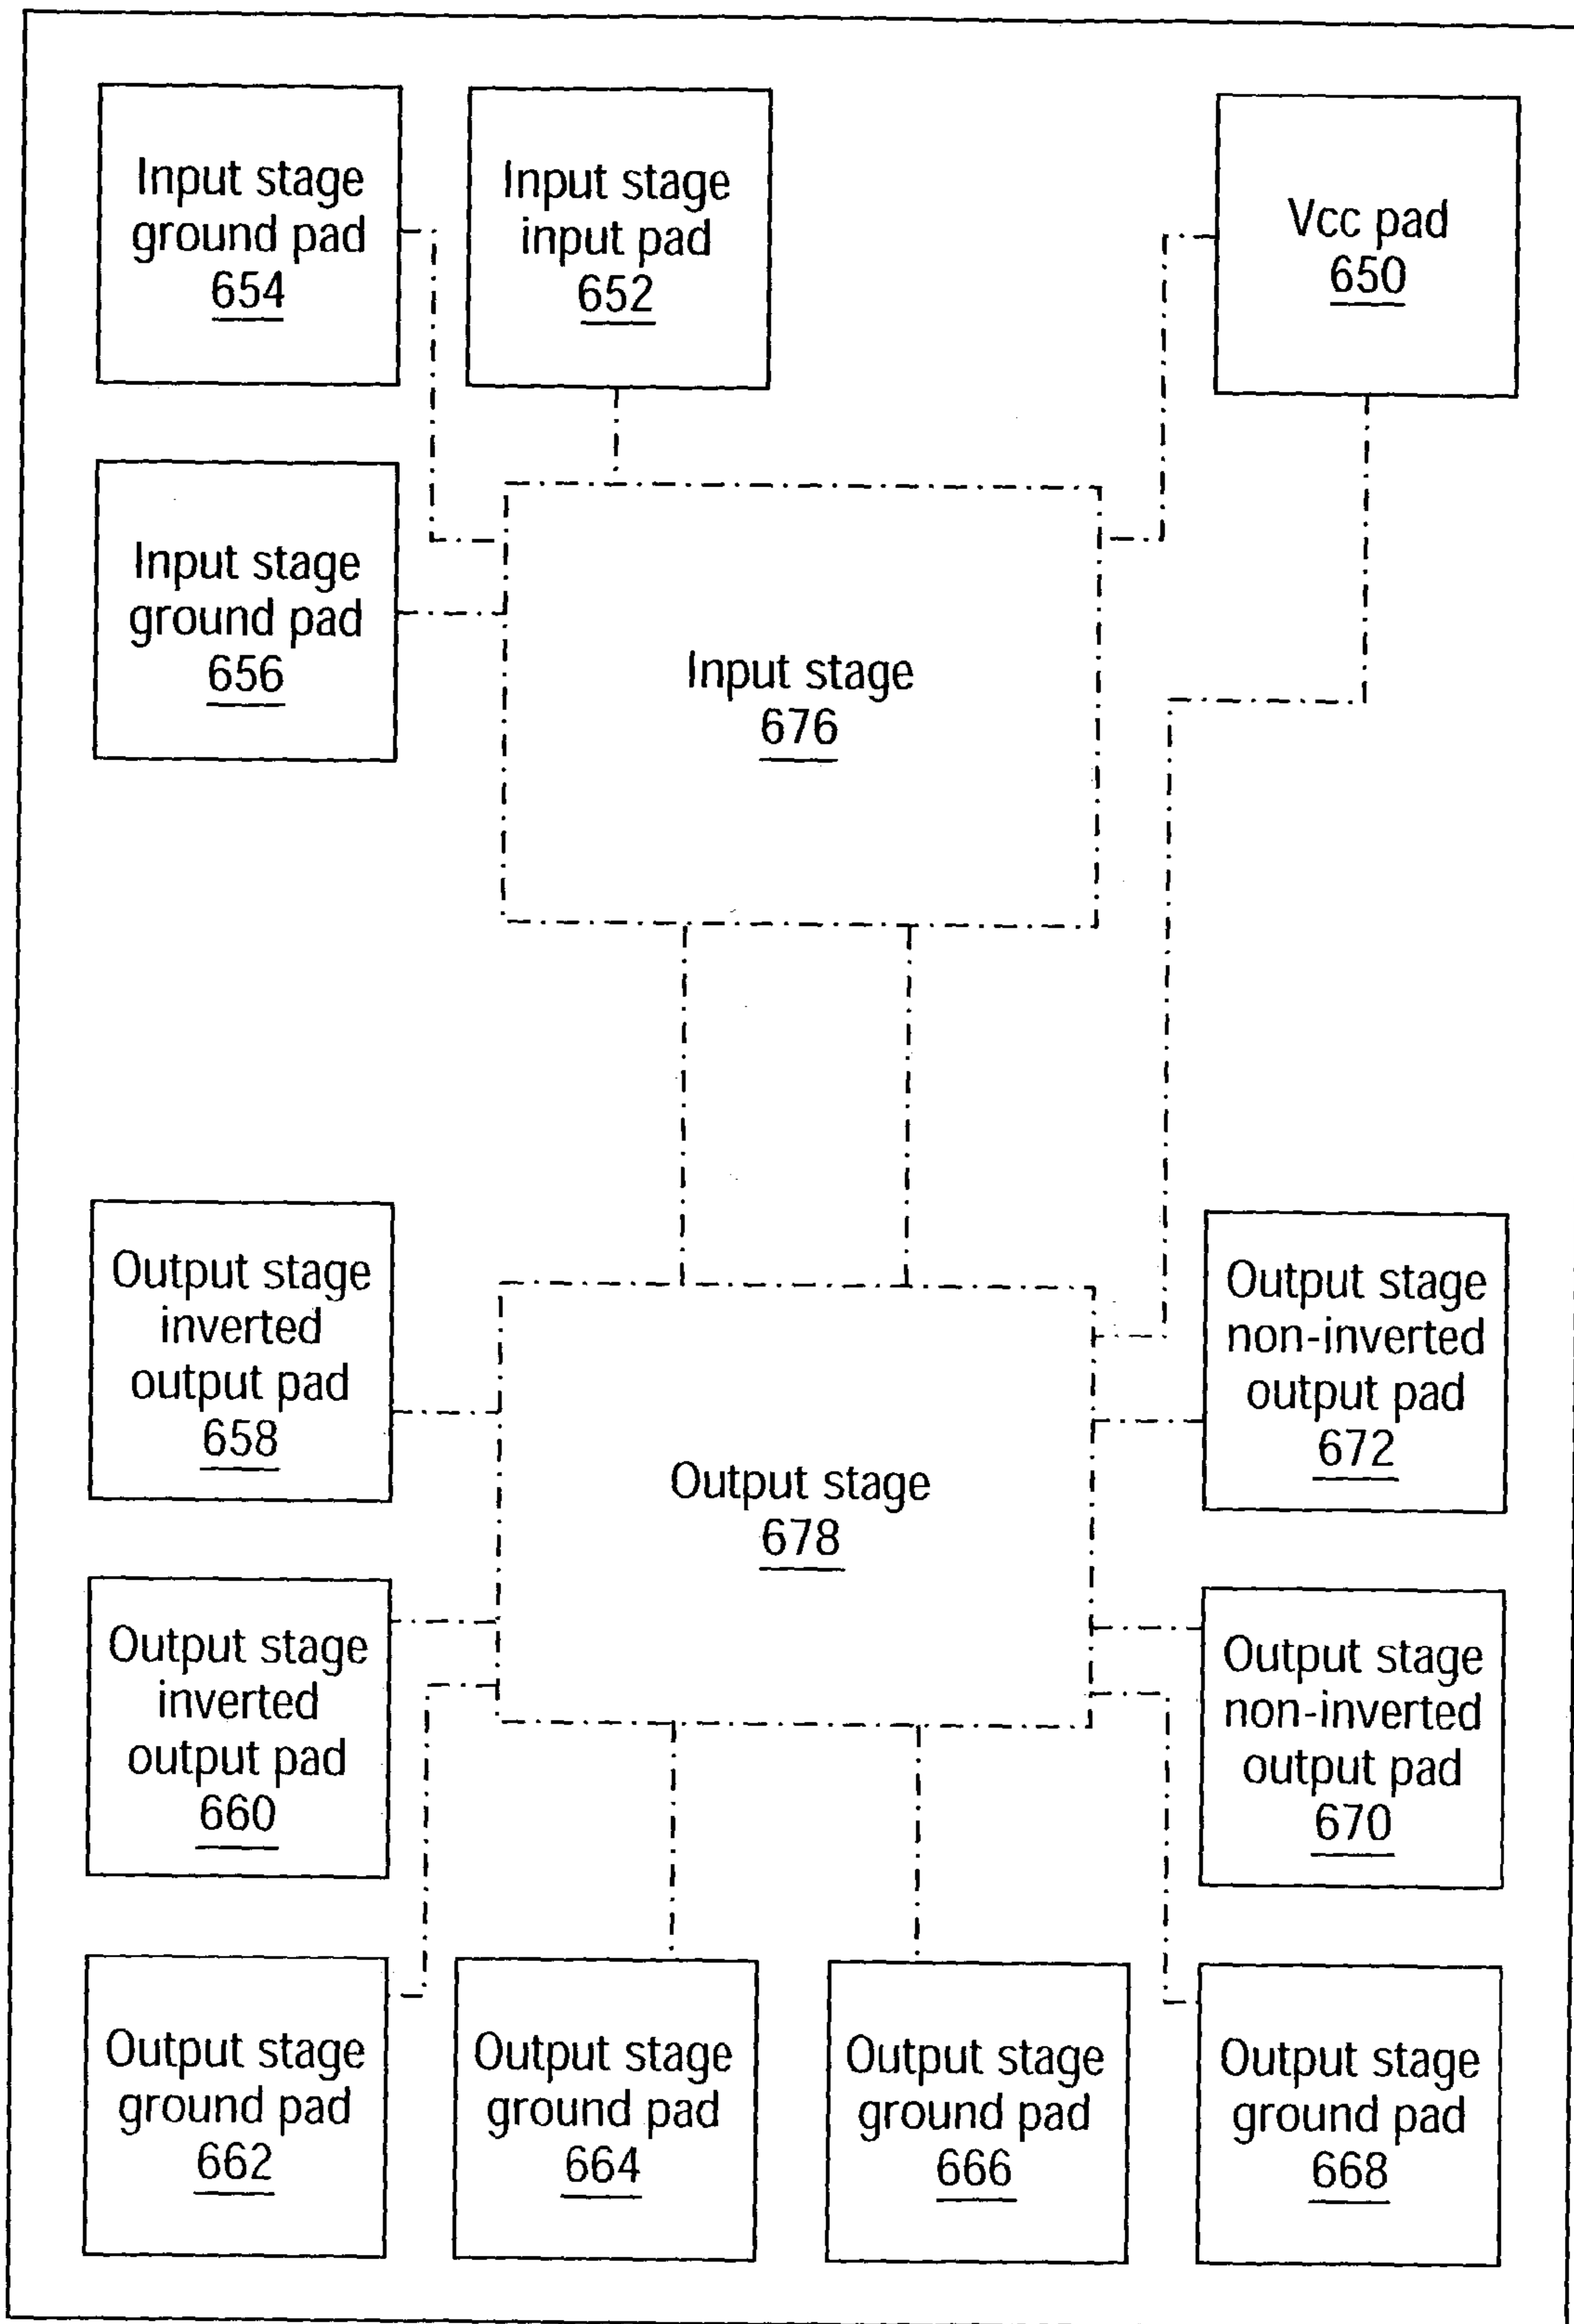 Input stage
ground pad
654
Input stage
input pad
652
Vcc pad
650
Input stage
ground pad
656
Input stage
676
Output stage
inverted
output pad
658
Output stage
non-inverted
output pad
672
Output stage
678
Output stage
inverted
output pad
660
Output stage
non-inverted
output pad
670
Output stage
ground pad
662
Output stage
ground pad
664
Output stage
ground pad
666
Output stage
ground pad
668